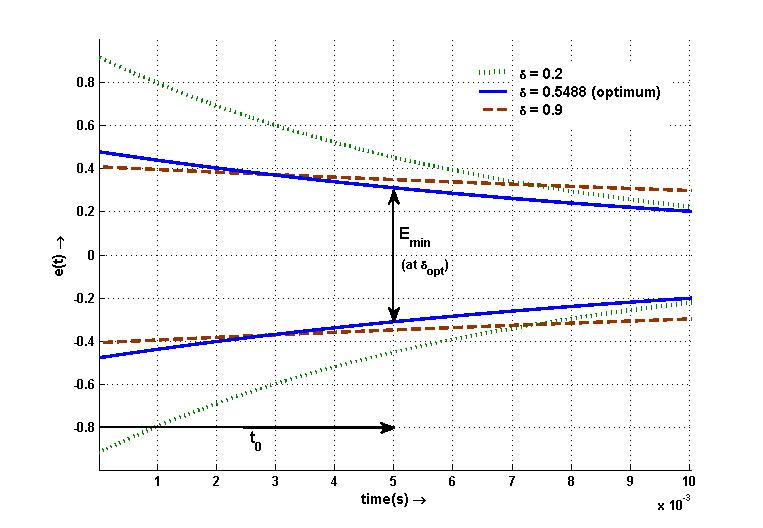 δ = 0.2
δ = 0.5488 (optimum)
δ = 0.9
0.8
0.6
0.4
0.2
0
-0.2
-0.4
-0.6
-0.8
e(t) →
E_min
(at δ_opt)
t_0
1 2 3 4 5 6 7 8 9 10
time(s) →
x 10^-3